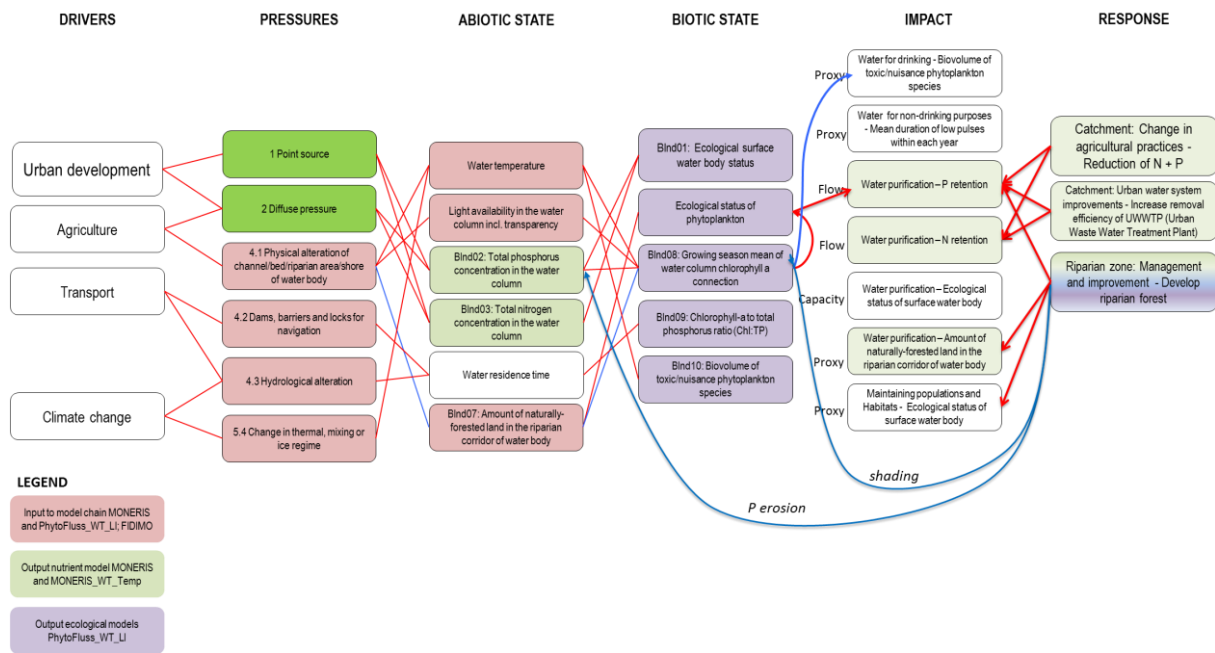 DRIVERS
PRESSURES
ABIOTIC STATE
BIOTIC STATE
IMPACT
RESPONSE
Urban development
Agriculture
Transport
Climate change
1 Point source
2 Diffuse pressure
4.1 Physical alteration of
channel/bed/riparian area/shore
of water body
4.2 Dams, barriers and locks for
navigation
4.3 Hydrological alteration
5.4 Change in thermal, mixing or
ice regime
Water temperature
Light availability in the water
column incl. transparency
BInd02: Total phosphorus
concentration in the water
column
BInd03: Total nitrogen
concentration in the water
column
Water residence time
BInd07: Amount of naturally-
forested land in the riparian
corridor of water body
BInd01: Ecological surface
water body status
Ecological status of
phytoplankton
BInd08: Growing season mean of
water column chlorophyll a
connection
BInd09: Chlorophyll-a to total
phosphorus ratio (Chl:TP)
BInd10: Biovolume of
toxic/nuisance phytoplankton
species
Proxy
Water for drinking - Biovolume of
toxic/nuisance phytoplankton
species
Proxy
Water for non-drinking purposes
- Mean duration of low pulses
within each year
Flow
Water purification – P retention
Flow
Water purification – N retention
Capacity
Water purification – Ecological
status of surface water body
Proxy
Water purification – Amount of
naturally-forested land in the
riparian corridor of water body
Proxy
Maintaining populations and
Habitats - Ecological status of
surface water body
Catchment: Change in
agricultural practices -
Reduction of N + P
Catchment: Urban water system
improvements - Increase removal
efficiency of UWWTP (Urban
Waste Water Treatment Plant)
Riparian zone: Management
and improvement - Develop
riparian forest
shading
P erosion
LEGEND
Input to model chain MONERIS
and PhytoFluss_WT_LI; FIDIMO
Output nutrient model MONERIS
and MONERIS_WT_Temp
Output ecological models
PhytoFluss_WT_LI